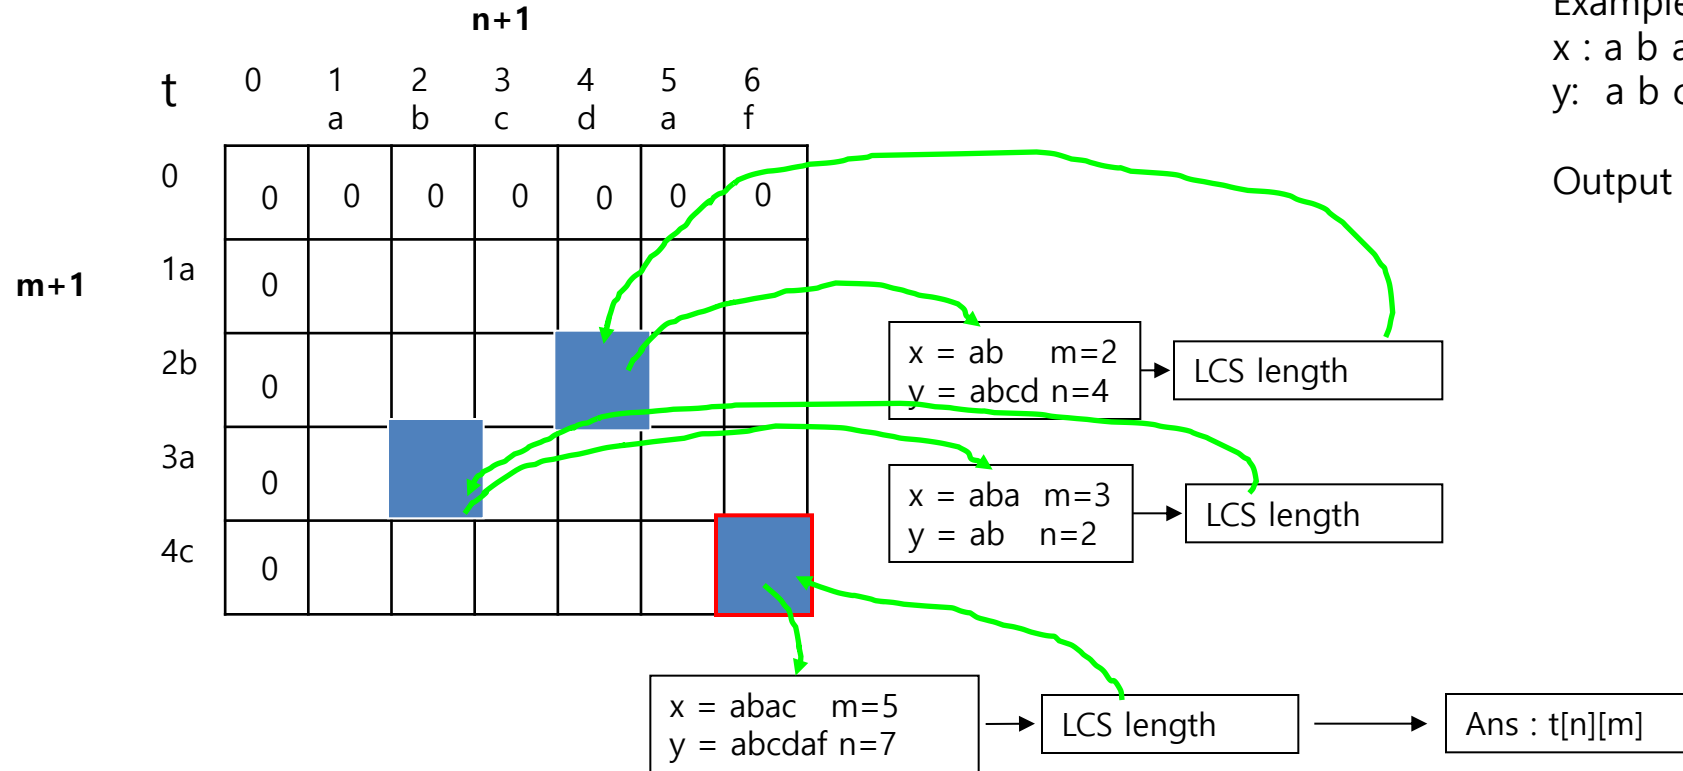 n+1
Example
x : a b a
y: a b c
Output
t 0 1 2 3 4 5 6
a b c d a f
0 0 0 0 0 0 0 0
m+1
1a 0
2b 0
3a 0
4c 0
x = ab m=2
y = abcd n=4
LCS length
x = aba m=3
y = ab n=2
LCS length
x = abac m=5
y = abcdaf n=7
LCS length
Ans : t[n][m]